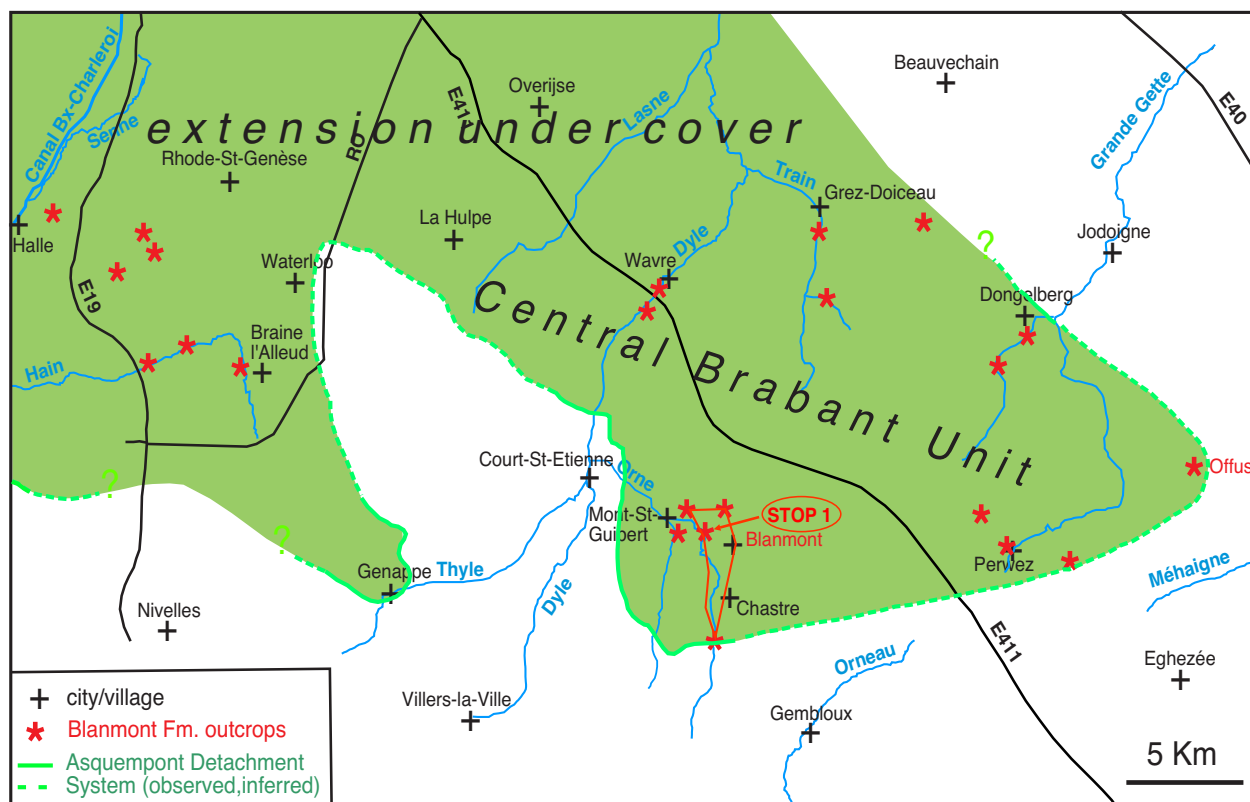 Canal Bx-Charleroi
Senne
extension under cover
Overijse
Lasne
E411
RO
Beauvechain
E40
Grande Gette
Rhode-St-Genèse
Train
Grez-Doiceau
Halle
La Hulpe
Dyle
?
Jodoigne
Waterloo
Wavre
E19
Dongelberg
Central Brabant Unit
Braine
l'Alleud
Hain
Court-St-Etienne
Orne
Offus
?
STOP 1
Mont-St-
Guibert
Blanmont
?
Perwez
Genappe
Thyle
Dyle
Méhaigne
Chastre
Nivelles
E411
Orneau
Eghezée
Villers-la-Ville
Gembloux
city/village
Blanmont Fm. outcrops
Asquempont Detachment
System (observed,inferred)
5 Km